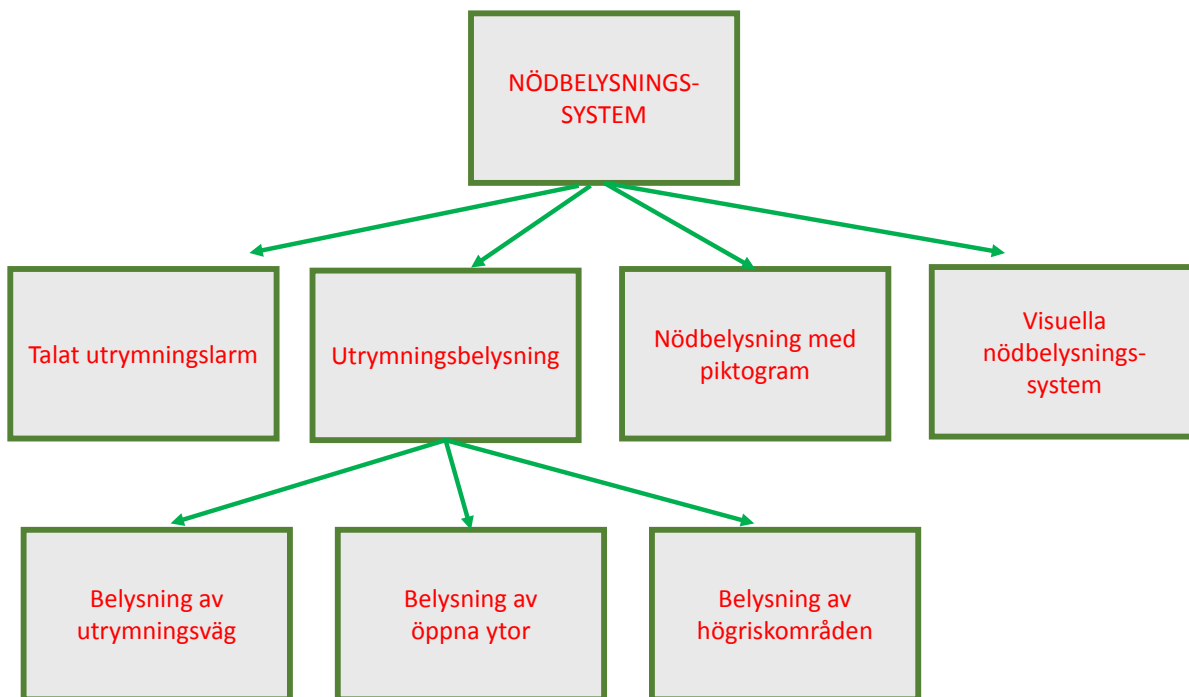 NÖDBELYSNINGS-
SYSTEM
Talat utrymningslarm
Utrymningsbelysning
Nödbelysning med
piktogram
Visuella
nödbelysnings-
system
Belysning av
utrymningsväg
Belysning av
öppna ytor
Belysning av
högriskområden